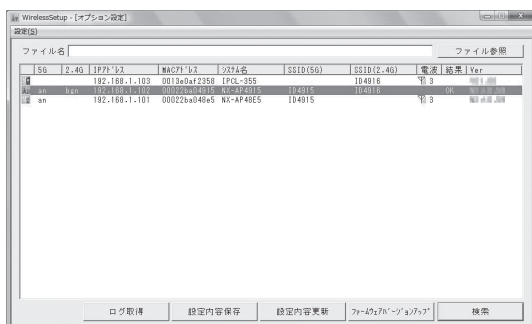 WirelessSetup - [オプション設定]
設定(S)
ファイル名 ファイル参照
5G 2.4G IPｱﾄﾞﾚｽ MACｱﾄﾞﾚｽ ｼｽﾃﾑ名 SSID(5G) SSID(2.4G) 電波 結果 Ver
192.168.1.103 0013e0af2358 IPCL-355 ID4916 3
an bgn 192.168.1.102 00022ba04915 NX-AP4915 ID4915 ID4916 OK
an 192.168.1.101 00022ba048e5 NX-AP48E5 ID4915 3
ログ取得 設定内容保存 設定内容更新 ﾌｧｰﾑｳｪｱﾊﾞｰｼﾞｮﾝｱｯﾌﾟ 検索